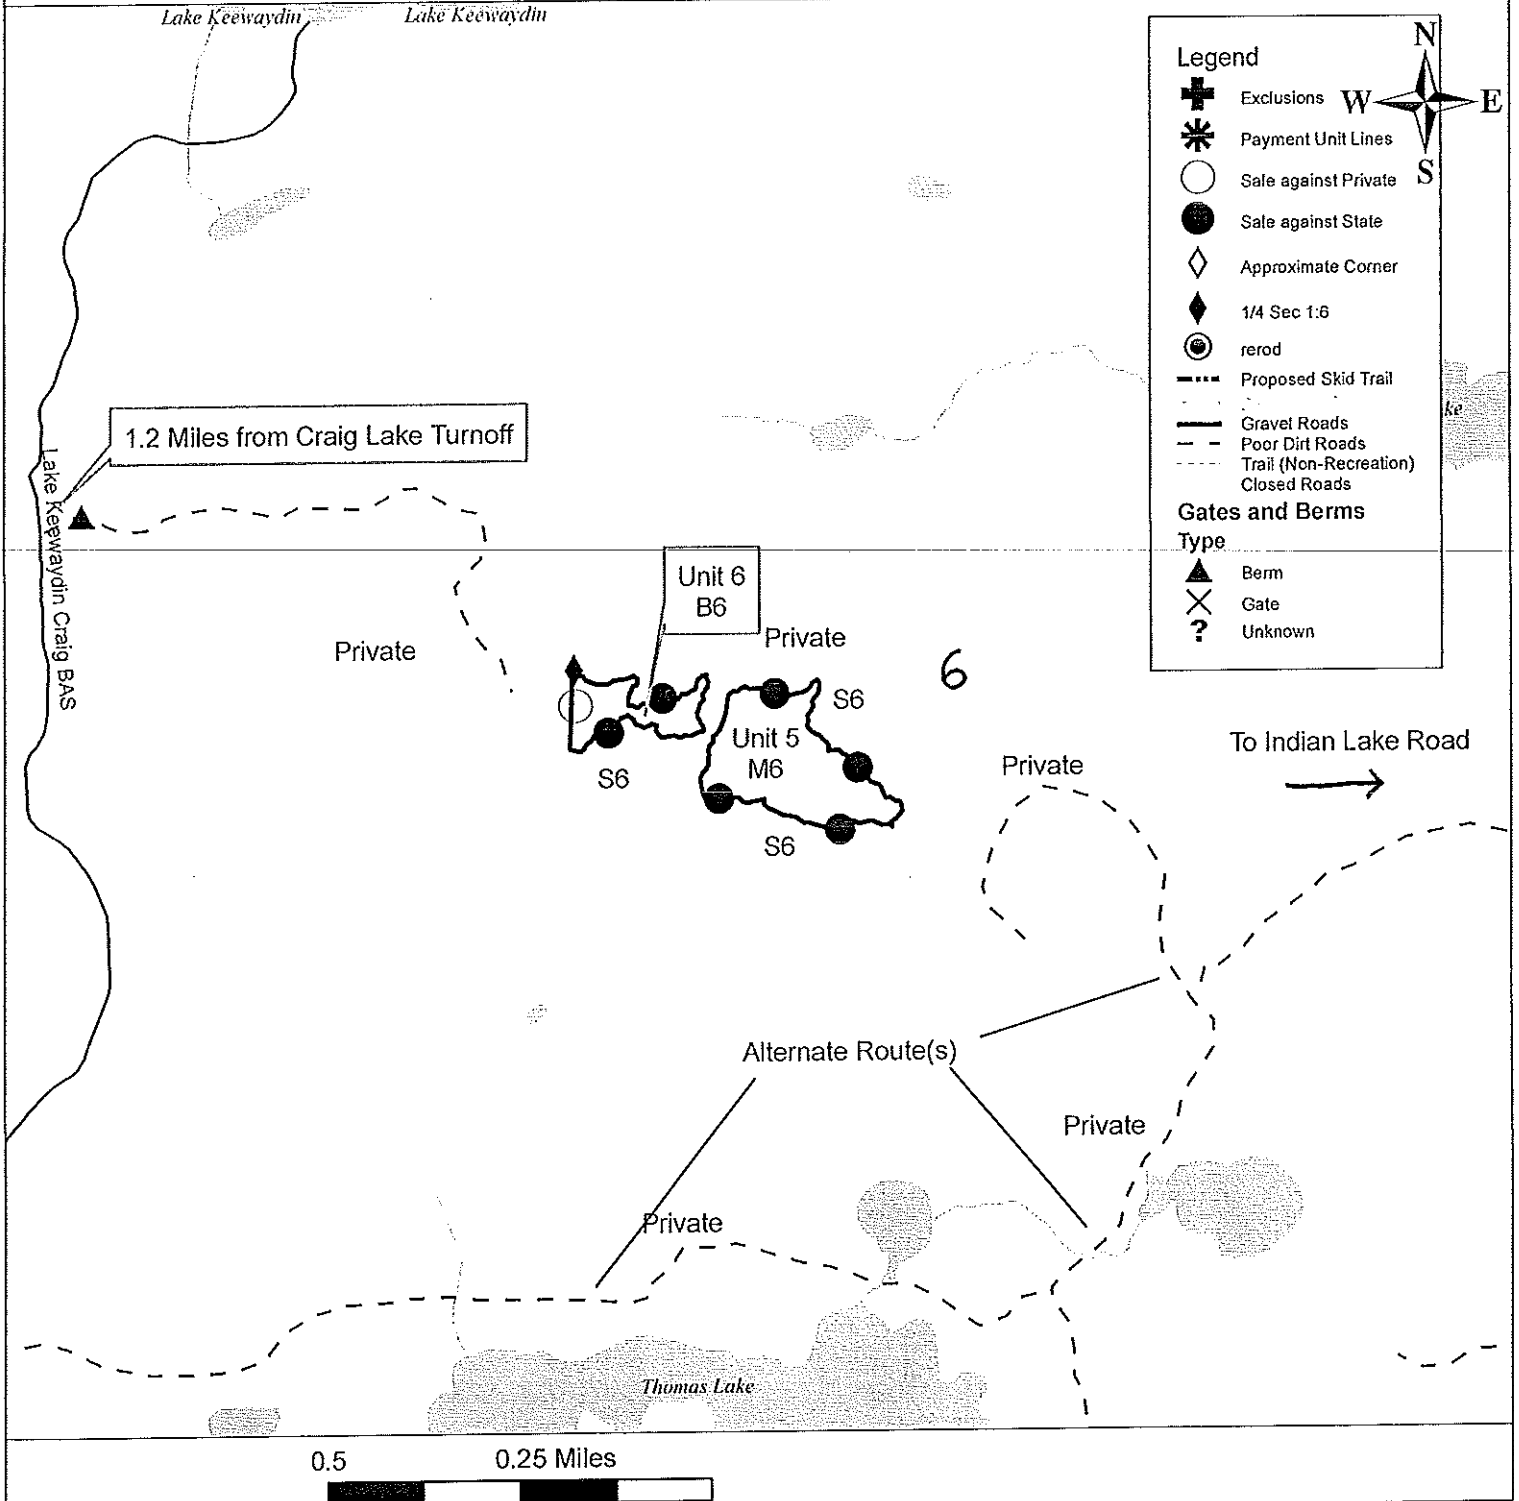 Lake Keewaydin
Lake Keewaydin
N
W
E
S
Legend
Exclusions
Payment Unit Lines
Sale against Private
Sale against State
Approximate Corner
1/4 Sec 1:6
rerod
Proposed Skid Trail
Gravel Roads
Poor Dirt Roads
Trail (Non-Recreation)
Closed Roads
Gates and Berms
Type
Berm
Gate
? Unknown
ke
1.2 Miles from Craig Lake Turnoff
Lake Keewaydin Craig BAS
Unit 6
B6
Private
Private
6
S6
Unit 5
M6
S6
S6
Private
To Indian Lake Road
Alternate Route(s)
Private
Private
Thomas Lake
0.5
0.25 Miles